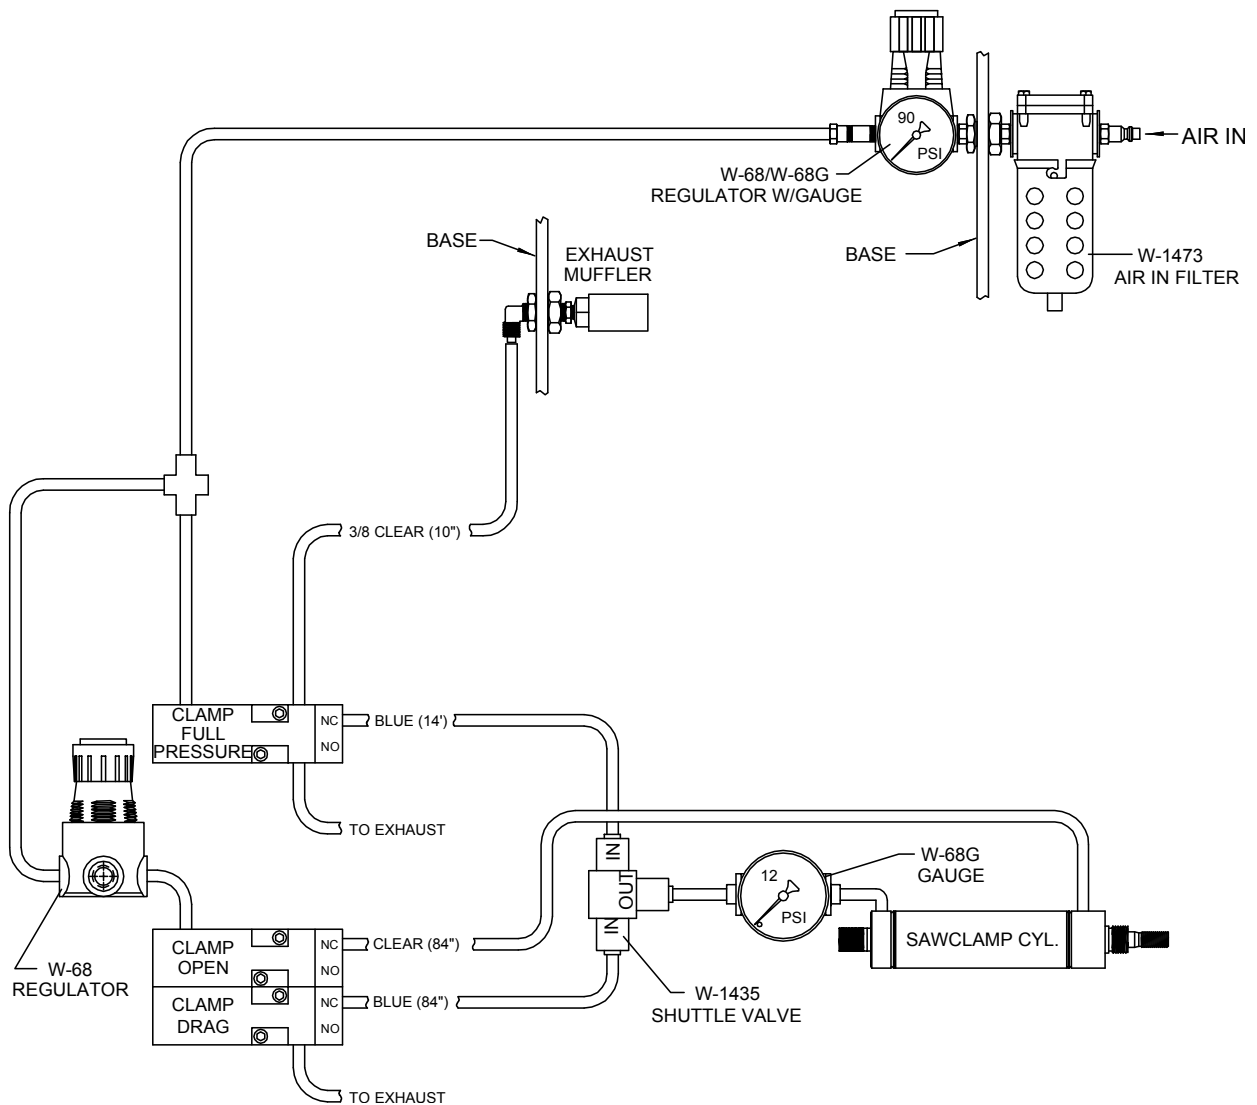 90
PSI
AIR IN
W-68/W-68G
REGULATOR W/GAUGE
BASE
EXHAUST
MUFFLER
BASE
W-1473
AIR IN FILTER
3/8 CLEAR (10")
CLAMP
FULL
PRESSURE
NC
NO
BLUE (14')
TO EXHAUST
IN
OUT
IN
12
PSI
W-68G
GAUGE
CLAMP
OPEN
NC
NO
CLEAR (84")
SAWCLAMP CYL.
W-68
REGULATOR
CLAMP
DRAG
NC
NO
BLUE (84")
W-1435
SHUTTLE VALVE
TO EXHAUST